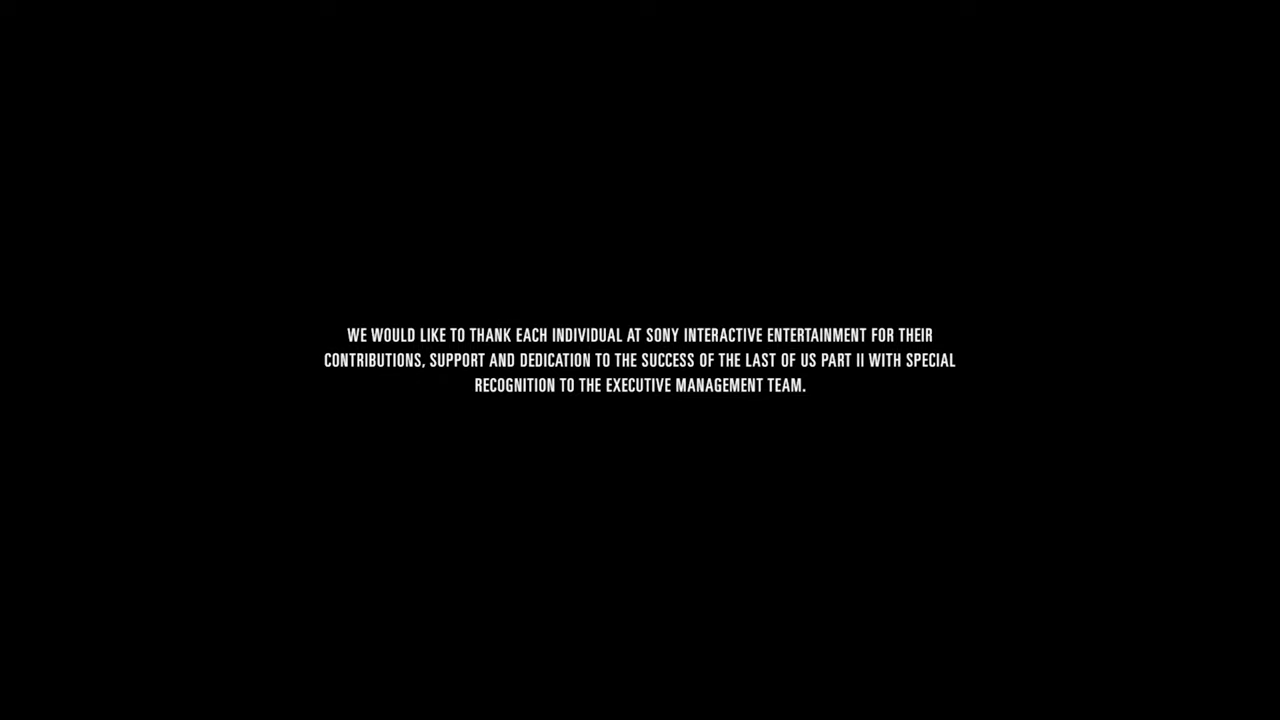 WE WOULD LIKE TO THANK EACH INDIVIDUAL AT SONY INTERACTIVE ENTERTAINMENT FOR THEIR
CONTRIBUTIONS, SUPPORT AND DEDICATION TO THE SUCCESS OF THE LAST OF US PART II WITH SPECIAL
RECOGNITION TO THE EXECUTIVE MANAGEMENT TEAM.